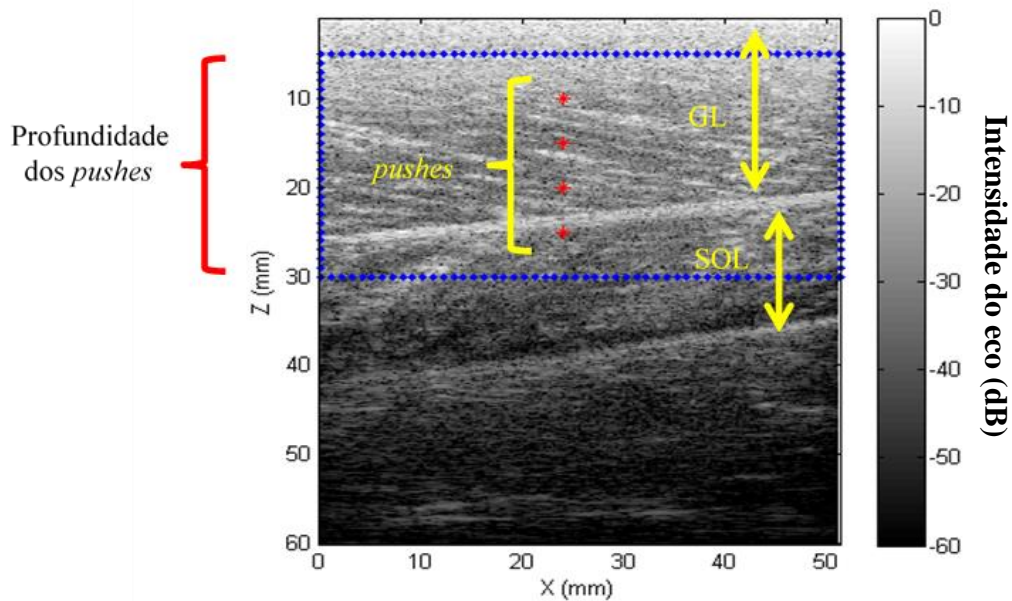 Profundidade
dos pushes
pushes
GL
SOL
Z (mm)
10
20
30
40
50
60
0
10
20
30
40
50
X (mm)
0
-10
-20
-30
-40
-50
-60
Intensidade do eco (dB)